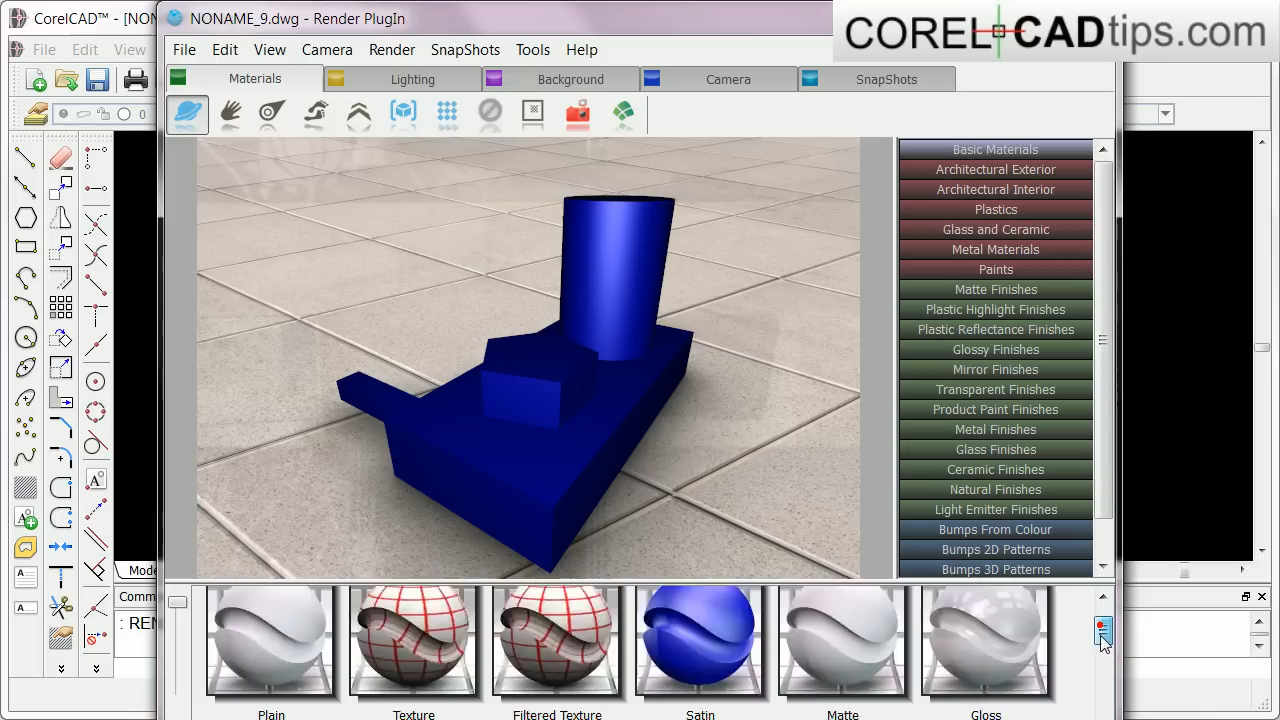 CorelCAD™ - [NO
NONAME_9.dwg - Render PlugIn
COREL CADtips.com
File Edit View
File Edit View Camera Render SnapShots Tools Help
Materials Lighting Background Camera SnapShots
0
Basic Materials
Architectural Exterior
Architectural Interior
Plastics
Glass and Ceramic
Metal Materials
Paints
Matte Finishes
Plastic Highlight Finishes
Plastic Reflectance Finishes
Glossy Finishes
Mirror Finishes
Transparent Finishes
Product Paint Finishes
Metal Finishes
Glass Finishes
Ceramic Finishes
Natural Finishes
Light Emitter Finishes
Bumps From Colour
Bumps 2D Patterns
Bumps 3D Patterns
Mode
Comm
: REN
Plain Texture Filtered Texture Satin Matte Gloss